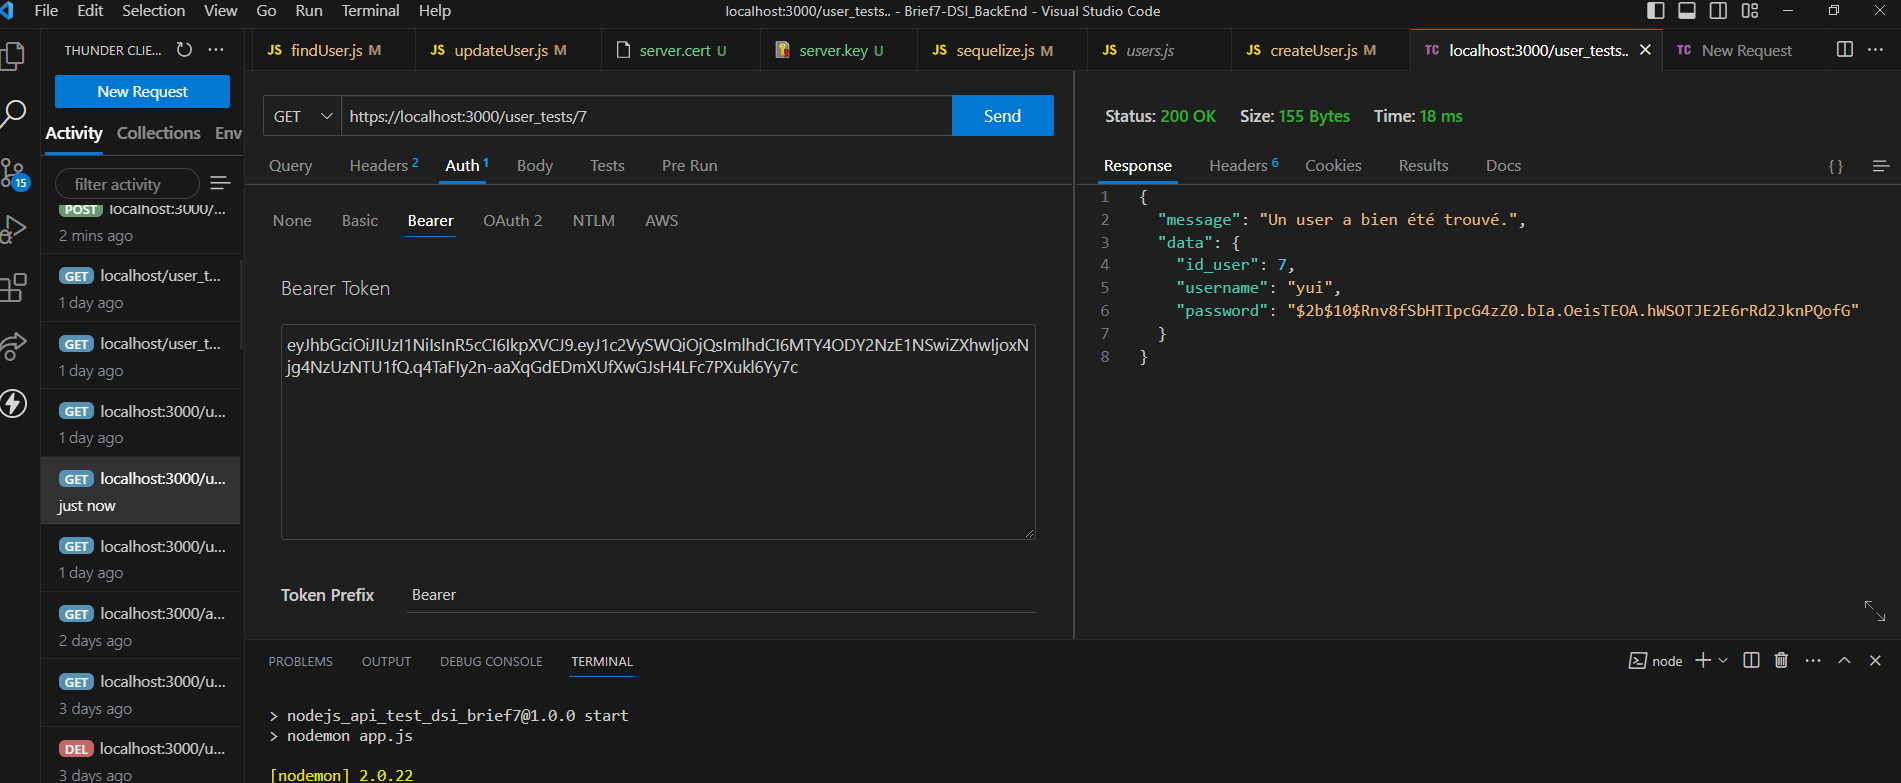 File Edit Selection View Go Run Terminal Help
localhost:3000/user_tests.. - Brief7-DSI_BackEnd - Visual Studio Code
THUNDER CLIE...
JS findUser.js M
JS updateUser.js M
server.cert U
server.key U
JS sequelize.js M
JS users.js
JS createUser.js M
TC localhost:3000/user_tests..
TC New Request
New Request
Activity Collections Env
filter activity
15
POST localhost:3000/...
2 mins ago
GET localhost/user_t...
1 day ago
GET localhost/user_t...
1 day ago
GET localhost:3000/u...
1 day ago
GET localhost:3000/u...
just now
GET localhost:3000/u...
1 day ago
GET localhost:3000/a...
2 days ago
GET localhost:3000/u...
3 days ago
DEL localhost:3000/u...
3 days ago
GET https://localhost:3000/user_tests/7 Send
Query Headers 2 Auth 1 Body Tests Pre Run
None Basic Bearer OAuth 2 NTLM AWS
Bearer Token
eyJhbGciOiJIUzI1NiIsInR5cCI6IkpXVCJ9.eyJ1c2VySWQiOjQsImlhdCI6MTY4ODY2NzE1NSwiZXhwIjoxN
jg4NzUzNTU1fQ.q4TaFIy2n-aaXqGdEDmXUfXwGJsH4LFc7PXukl6Yy7c
Token Prefix Bearer
Status: 200 OK Size: 155 Bytes Time: 18 ms
Response Headers 6 Cookies Results Docs {}
1 {
2 "message": "Un user a bien été trouvé.",
3 "data": {
4 "id_user": 7,
5 "username": "yui",
6 "password": "$2b$10$Rnv8fSbHTIpcG4zZ0.bIa.OeisTEOA.hWSOTJE2E6rRd2JknPQofG"
7 }
8 }
PROBLEMS OUTPUT DEBUG CONSOLE TERMINAL
node
> nodejs_api_test_dsi_brief7@1.0.0 start
> nodemon app.js
[nodemon] 2.0.22